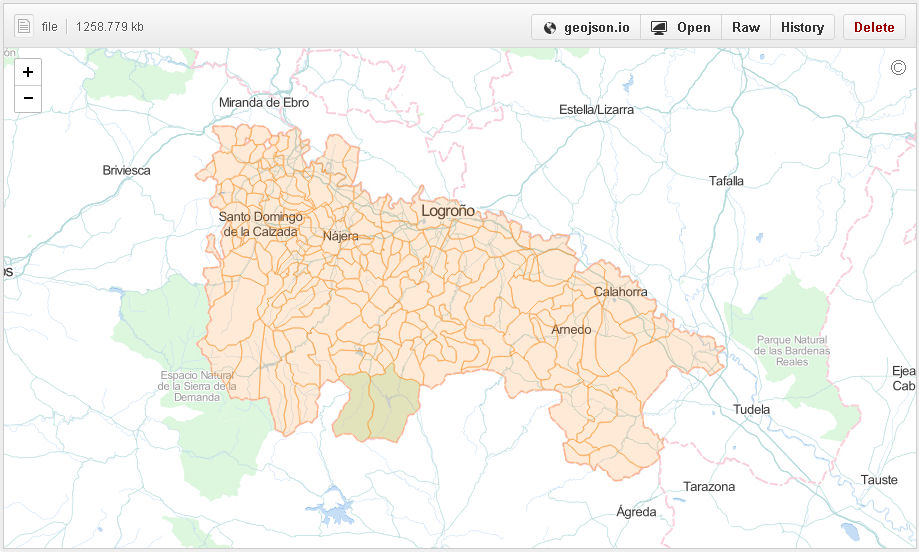 file 1258.779 kb
geojson.io Open Raw History Delete
+
−
©
Miranda de Ebro
Estella/Lizarra
Briviesca
Tafalla
Santo Domingo
de la Calzada
Logroño
Nájera
os
Calahorra
Arnedo
Parque Natural
de las Bardenas
Reales
Espacio Natural
de la Sierra de la
Demanda
Ejea
Cab
Tudela
Tauste
Tarazona
Ágreda